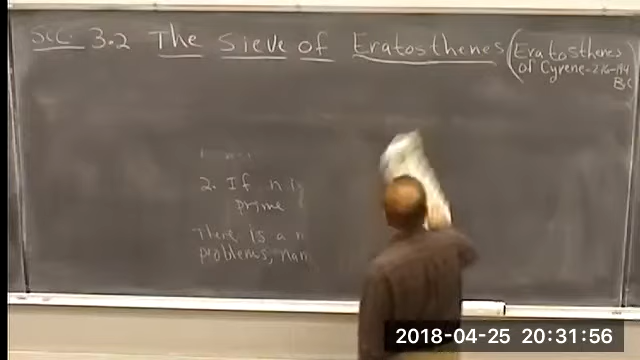 Sec. 3.2 The Sieve of Eratosthenes (Eratosthenes
of Cyrene-276-194
BC
2. If n is
prime
There is a n
problems, nam
2018-04-25 20:31:56